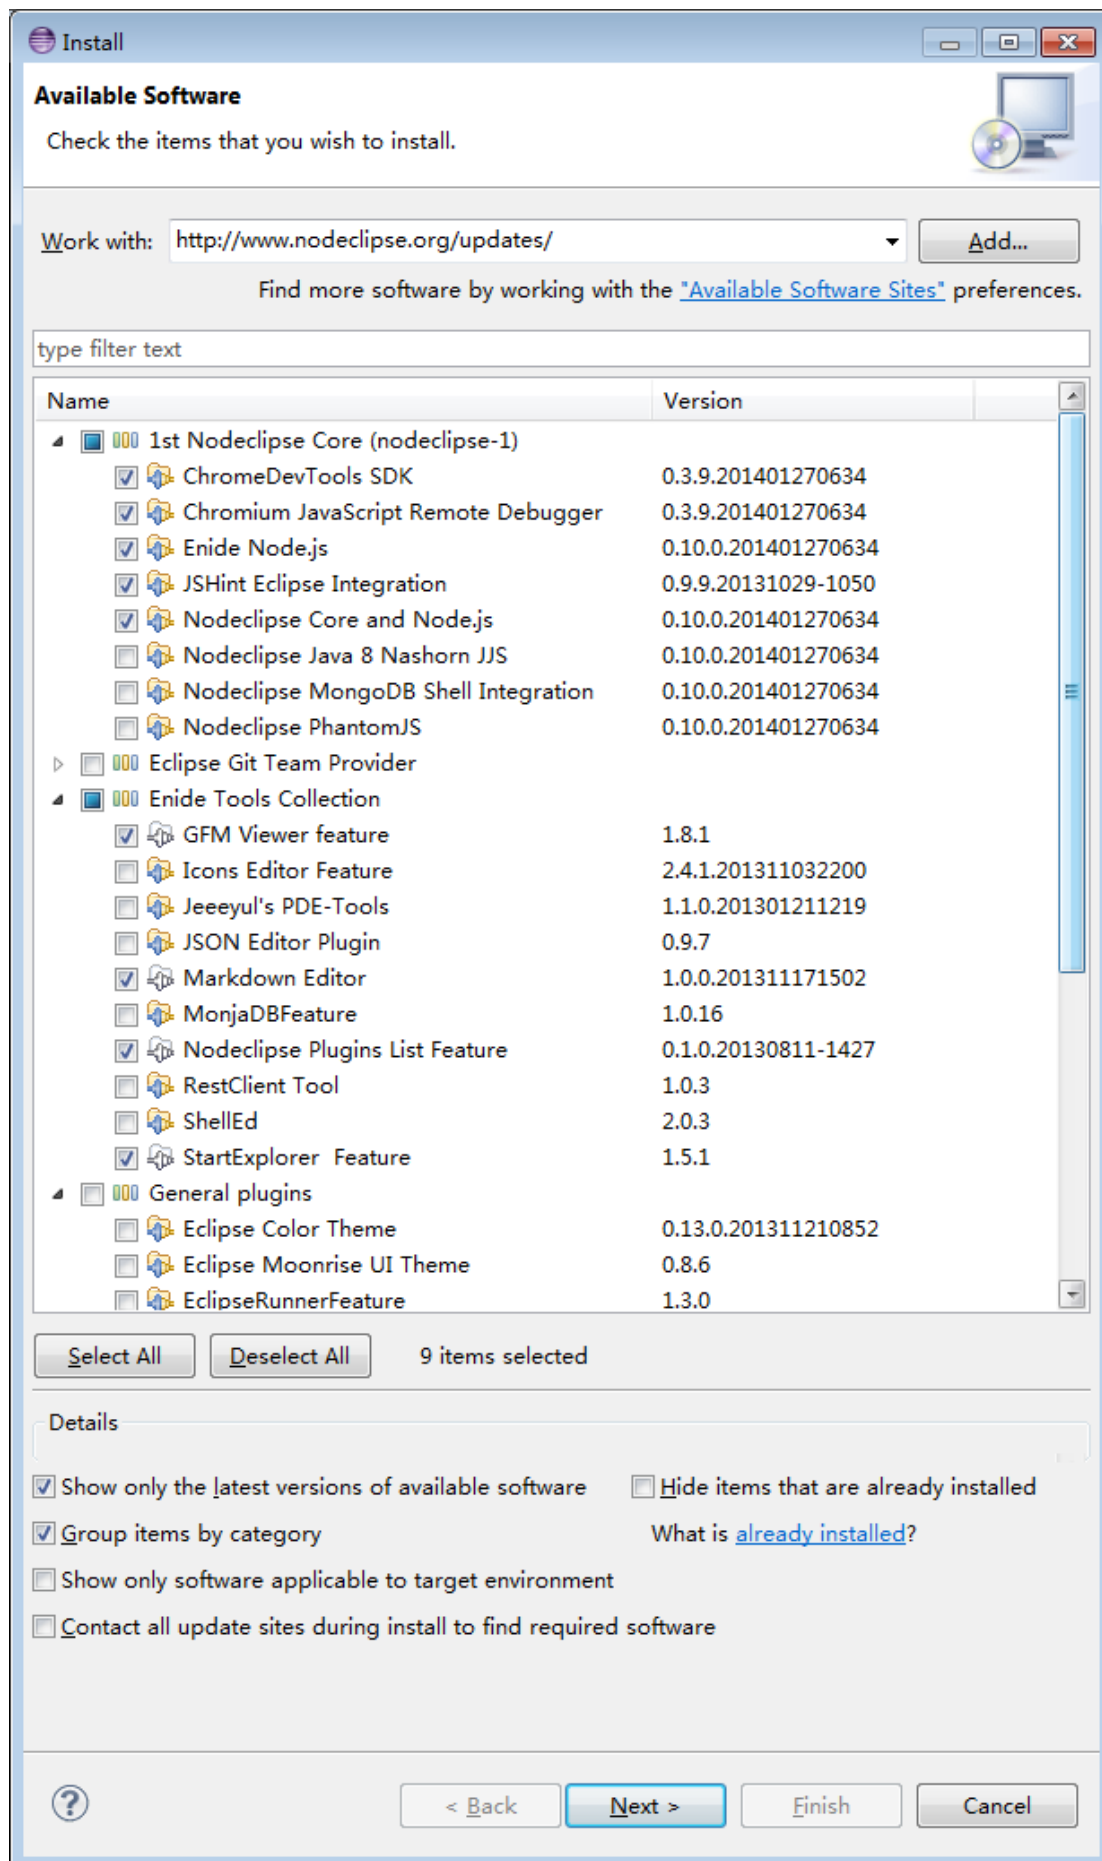 Install
Available Software
Check the items that you wish to install.
Work with: http://www.nodeclipse.org/updates/ Add...
Find more software by working with the "Available Software Sites" preferences.
type filter text
Name Version
1st Nodeclipse Core (nodeclipse-1)
ChromeDevTools SDK 0.3.9.201401270634
Chromium JavaScript Remote Debugger 0.3.9.201401270634
Enide Node.js 0.10.0.201401270634
JSHint Eclipse Integration 0.9.9.20131029-1050
Nodeclipse Core and Node.js 0.10.0.201401270634
Nodeclipse Java 8 Nashorn JJS 0.10.0.201401270634
Nodeclipse MongoDB Shell Integration 0.10.0.201401270634
Nodeclipse PhantomJS 0.10.0.201401270634
Eclipse Git Team Provider
Enide Tools Collection
GFM Viewer feature 1.8.1
Icons Editor Feature 2.4.1.201311032200
Jeeeyul's PDE-Tools 1.1.0.201301211219
JSON Editor Plugin 0.9.7
Markdown Editor 1.0.0.201311171502
MonjaDBFeature 1.0.16
Nodeclipse Plugins List Feature 0.1.0.20130811-1427
RestClient Tool 1.0.3
ShellEd 2.0.3
StartExplorer Feature 1.5.1
General plugins
Eclipse Color Theme 0.13.0.201311210852
Eclipse Moonrise UI Theme 0.8.6
EclipseRunnerFeature 1.3.0
Select All Deselect All 9 items selected
Details
Show only the latest versions of available software Hide items that are already installed
Group items by category What is already installed?
Show only software applicable to target environment
Contact all update sites during install to find required software
? < Back Next > Finish Cancel